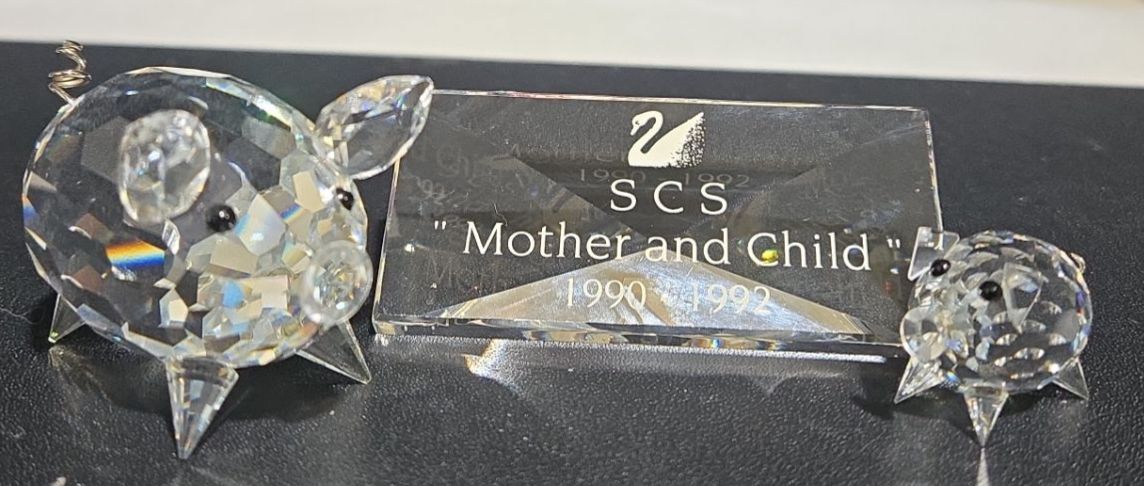 SCS
" Mother and Child "
1990 - 1992